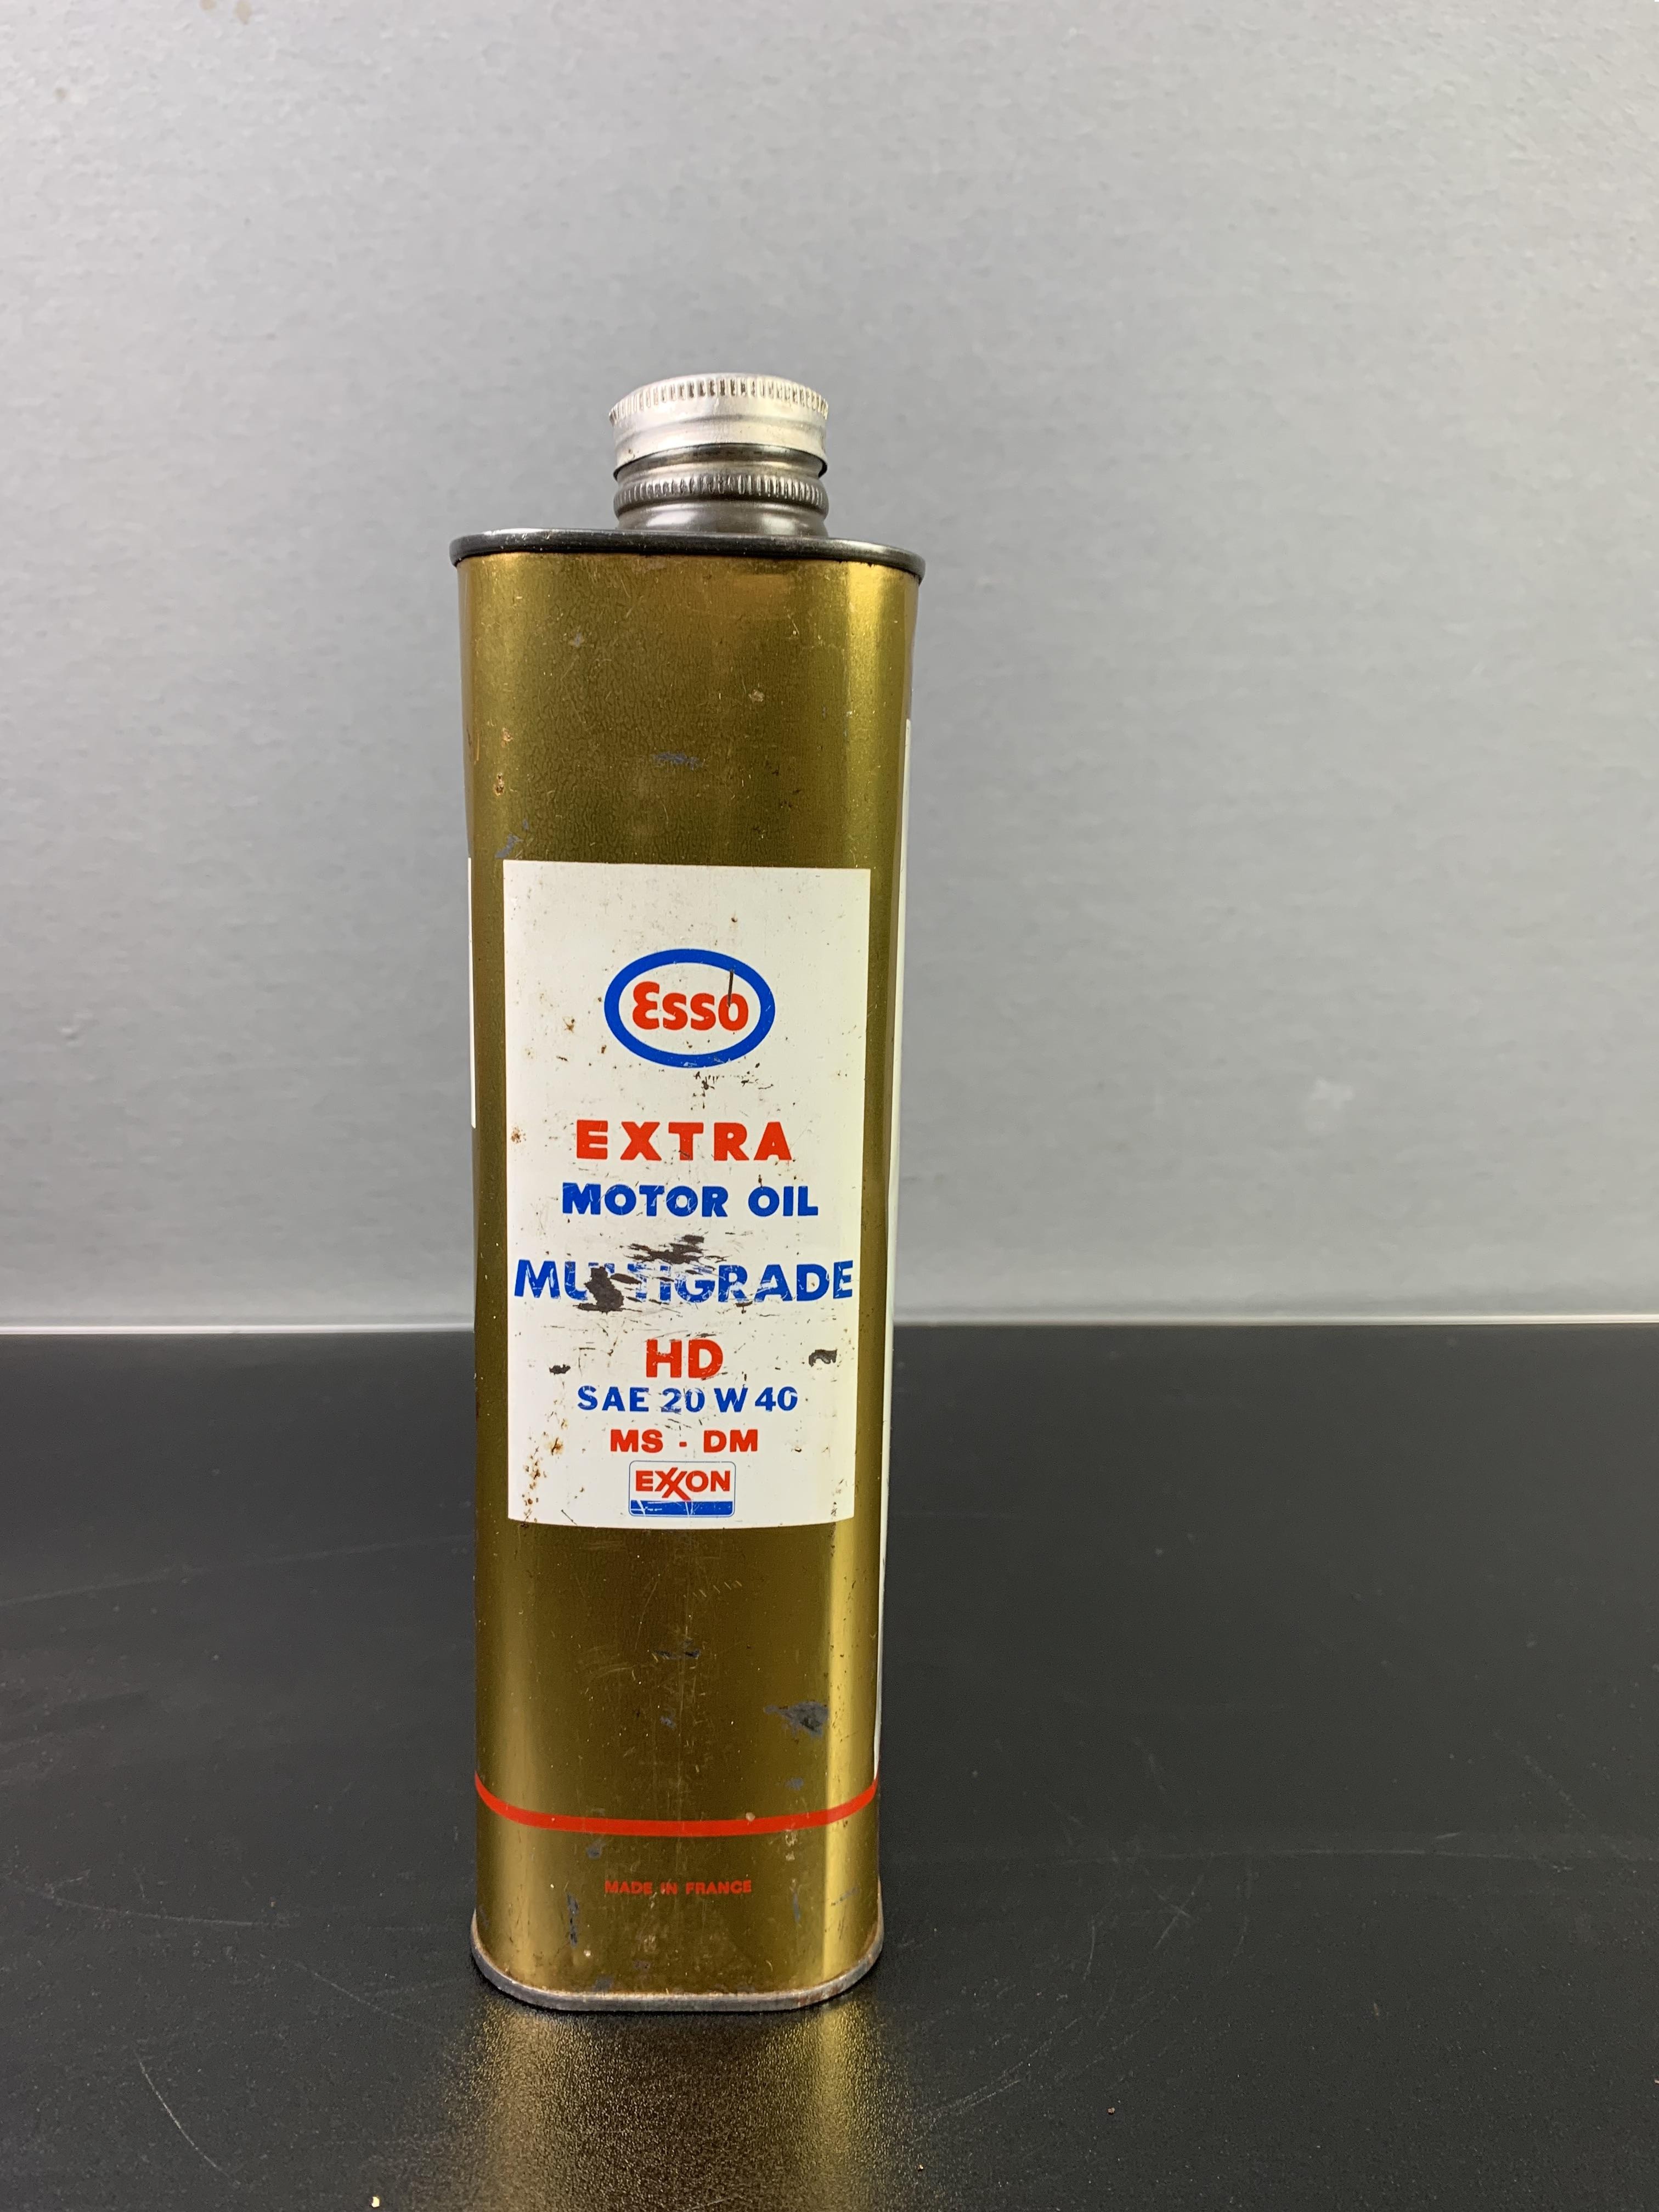 Esso
EXTRA
MOTOR OIL
MULTIGRADE
HD
SAE 20 W 40
MS - DM
EXXON
MADE IN FRANCE